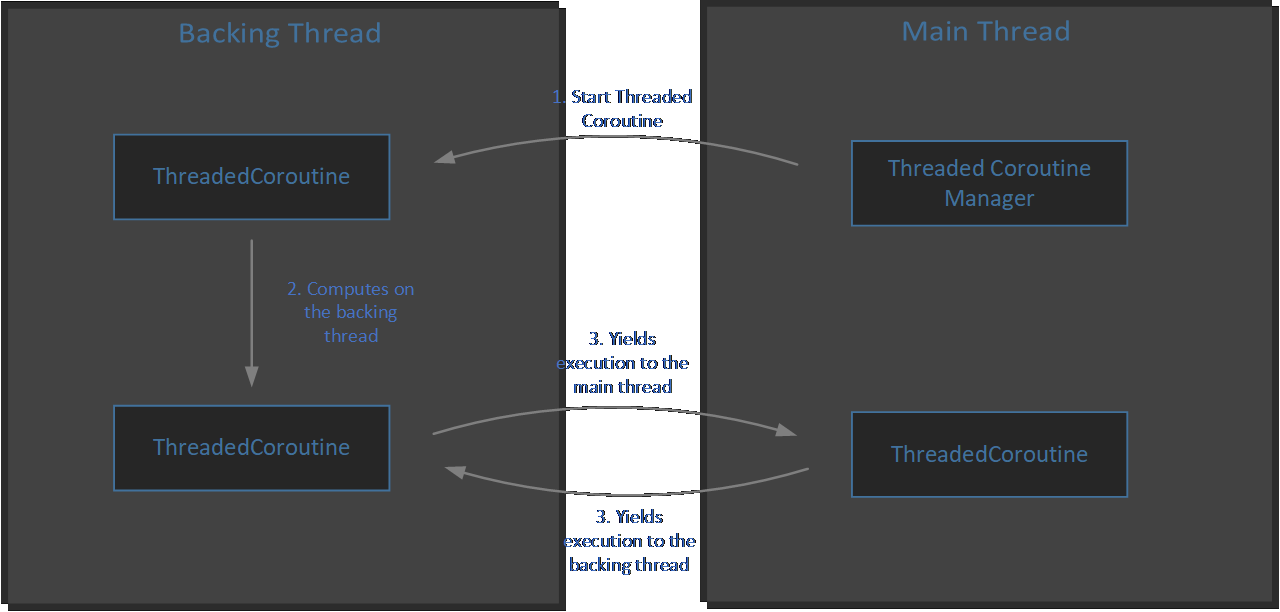 Backing Thread
Main Thread
1. Start Threaded
Coroutine
ThreadedCoroutine
Threaded Coroutine
Manager
2. Computes on
the backing
thread
3. Yields
execution to the
main thread
ThreadedCoroutine
ThreadedCoroutine
3. Yields
execution to the
backing thread